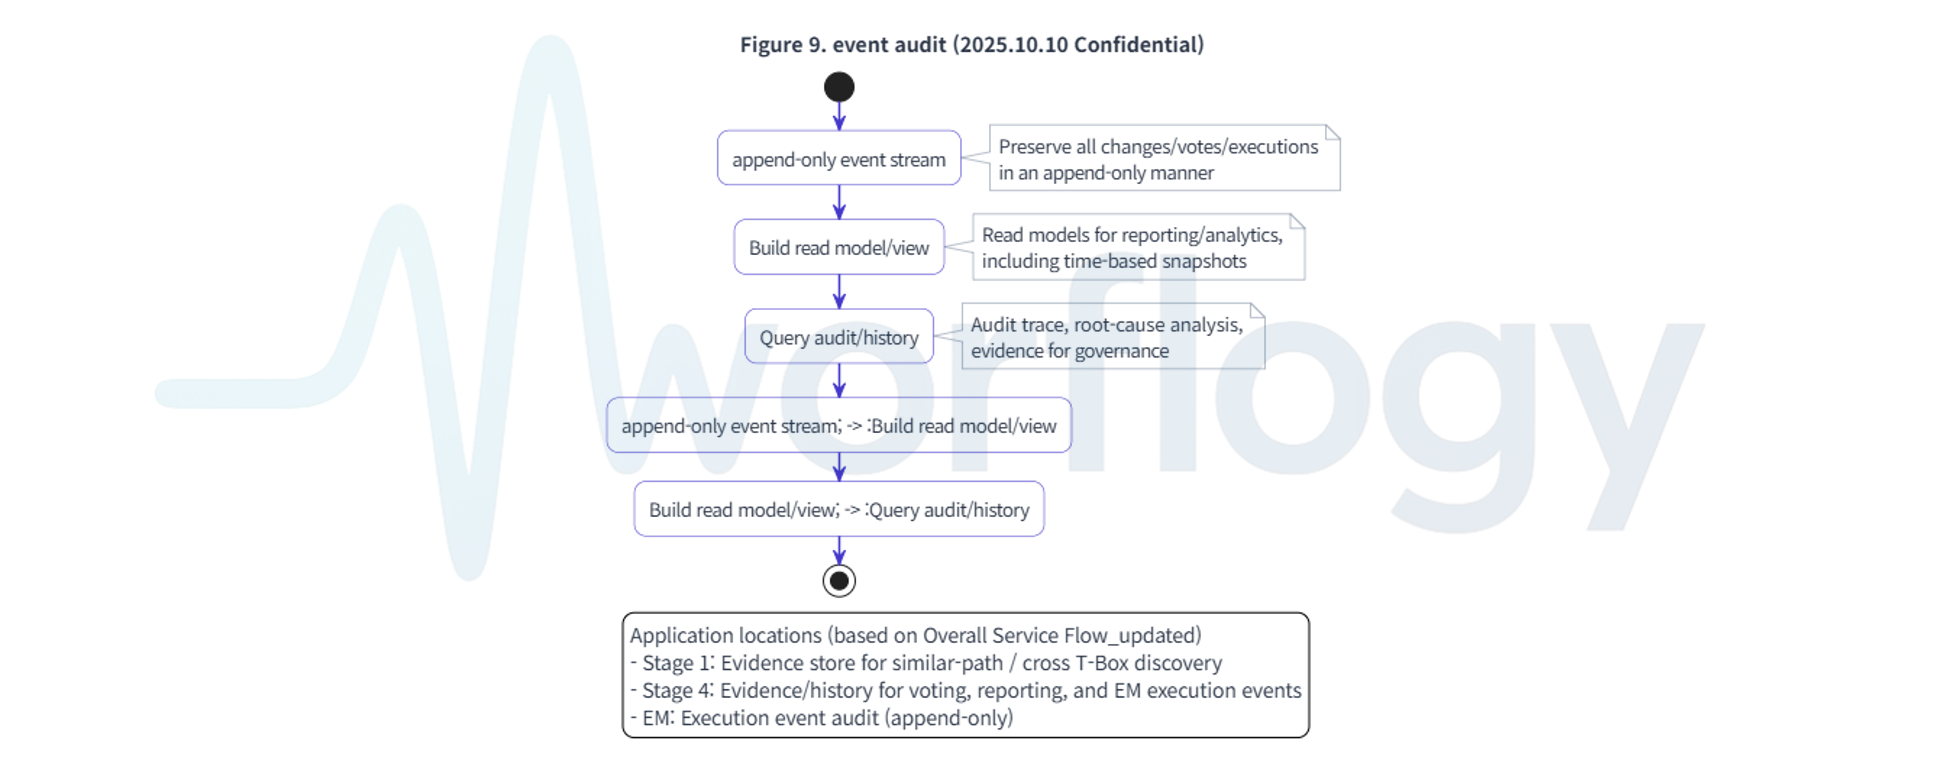 Figure 9. event audit (2025.10.10 Confidential)
append-only event stream
Preserve all changes/votes/executions
in an append-only manner
Build read model/view
Read models for reporting/analytics,
including time-based snapshots
Query audit/history
Audit trace, root-cause analysis,
evidence for governance
append-only event stream; -> :Build read model/view
Build read model/view; -> :Query audit/history
worflogy
Application locations (based on Overall Service Flow_updated)
- Stage 1: Evidence store for similar-path / cross T-Box discovery
- Stage 4: Evidence/history for voting, reporting, and EM execution events
- EM: Execution event audit (append-only)